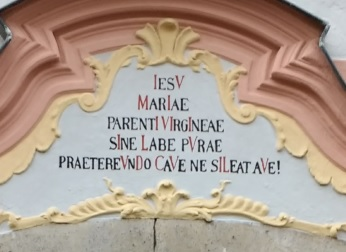 IESV
MARIAE
PARENTI VIRGINEAE
SINE LABE PVRAE
PRAETEREVNDO CAVE NE SILEAT AVE!